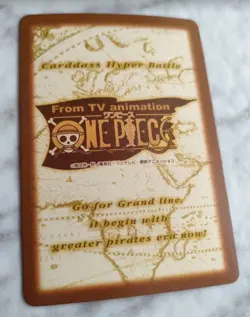 Carddass Hyper Battle
From TV animation
ワンピース
ONE PIECE
Go for Grand line,
it begin with
greater pirates era now!